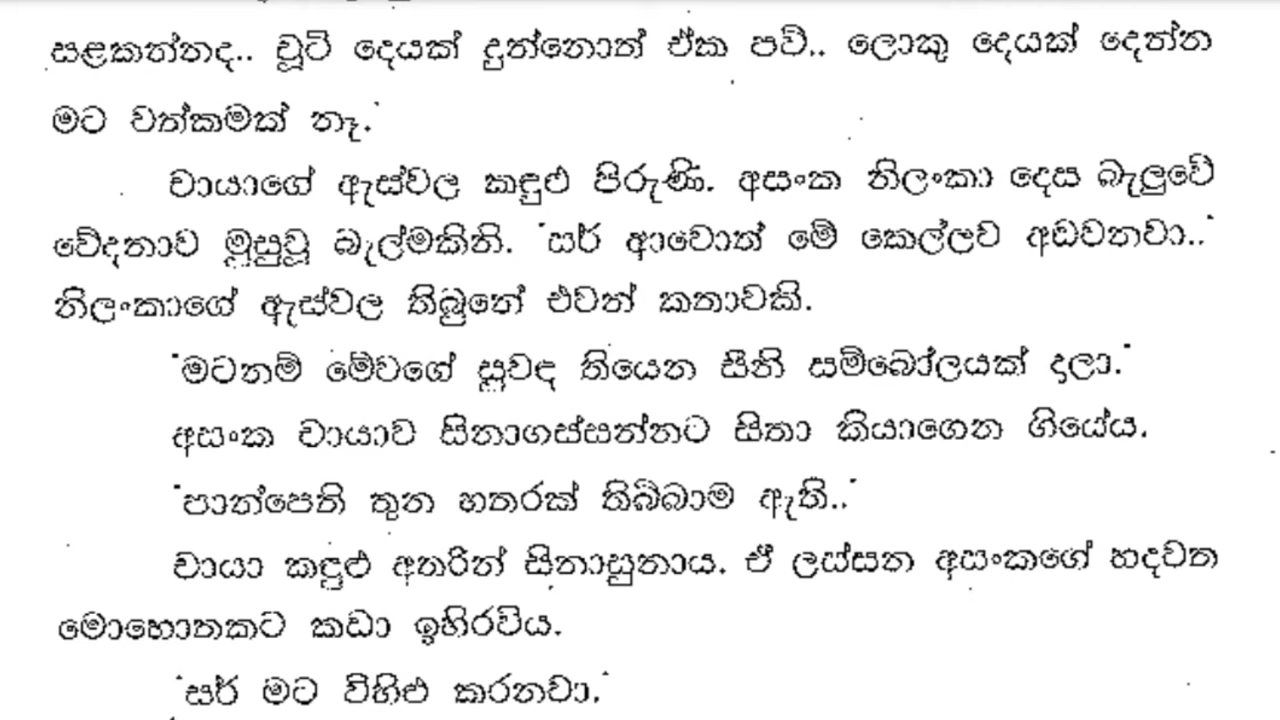 සළකන්නද.. චූටි දෙයක් දුන්නොත් ඒක පව්.. ලොකු දෙයක් දෙන්න
මට වත්කමක් නෑ.'
චායාගේ ඇස්වල කඳුළු පිරුණි. අසංක නිලංකා දෙස බැලුවේ
වේදනාව මුසුවූ බැල්මකිනි. 'සර් ආවොත් මේ කෙල්ලව අඬවනවා..'
නිලංකාගේ ඇස්වල තිබුනේ එවන් කතාවකි.
'මටනම් මේවගේ සුවඳ තියෙන සීනි සම්බෝලයක් දාලා.'
අසංක චායාව සිනාගස්සන්නට සිතා කියාගෙන ගියේය.
'පාන්පෙති තුන හතරක් තිබ්බාම ඇති..'
චායා කඳුළු අතරින් සිනාසුනාය. ඒ ලස්සන අසංකගේ හදවත
මොහොතකට කඩා ඉහිරවිය.
'සර් මට විහිළු කරනවා.'